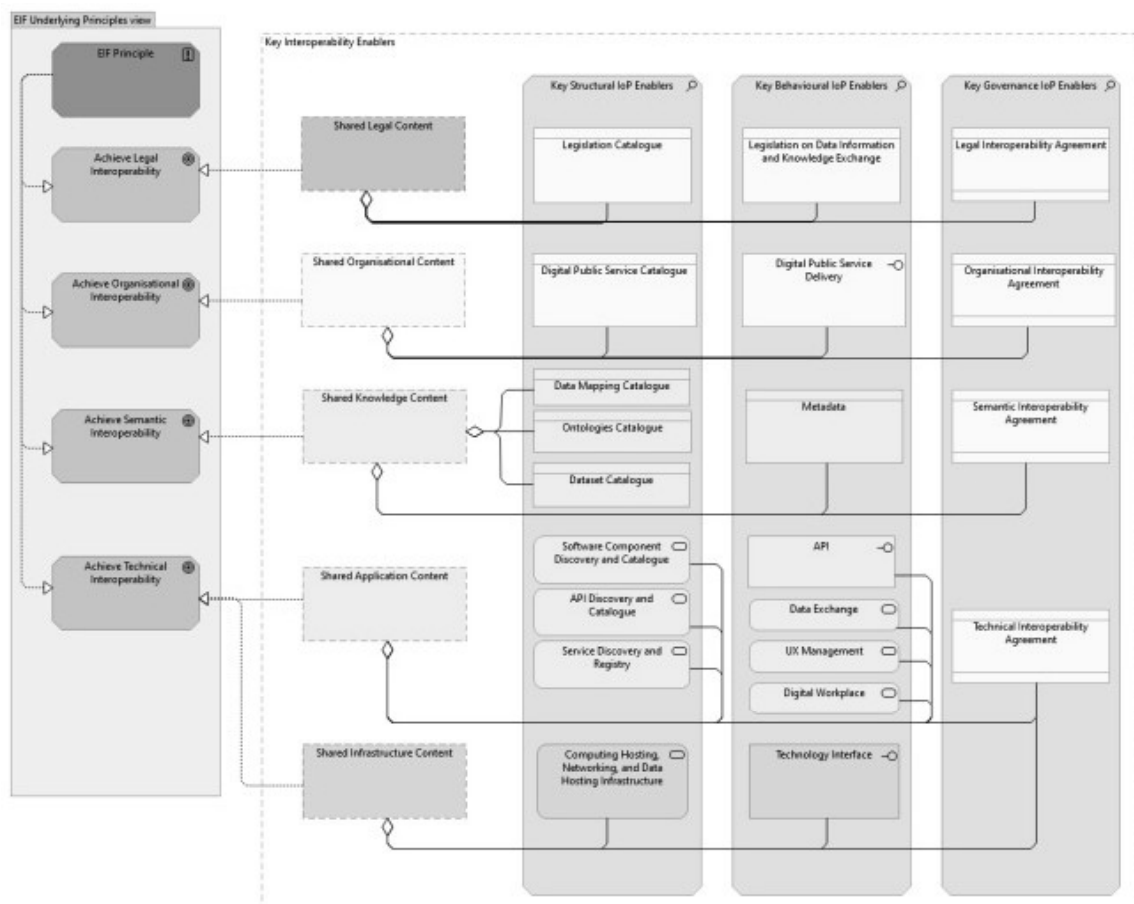 EIF Underlying Principles view
EIF Principle
Key Interoperability Enablers
Key Structural IoP Enablers
Key Behavioural IoP Enablers
Key Governance IoP Enablers
Achieve Legal
Interoperability
Shared Legal Content
Legislation Catalogue
Legislation on Data Information
and Knowledge Exchange
Legal Interoperability Agreement
Achieve Organisational
Interoperability
Shared Organisational Content
Digital Public Service Catalogue
Digital Public Service
Delivery
Organisational Interoperability
Agreement
Achieve Semantic
Interoperability
Shared Knowledge Content
Data Mapping Catalogue
Ontologies Catalogue
Dataset Catalogue
Metadata
Semantic Interoperability
Agreement
Achieve Technical
Interoperability
Shared Application Content
Software Component
Discovery and Catalogue
API Discovery and
Catalogue
Service Discovery and
Registry
API
Data Exchange
UX Management
Digital Workplace
Technical Interoperability
Agreement
Shared Infrastructure Content
Computing Hosting,
Networking, and Data
Hosting Infrastructure
Technology Interface